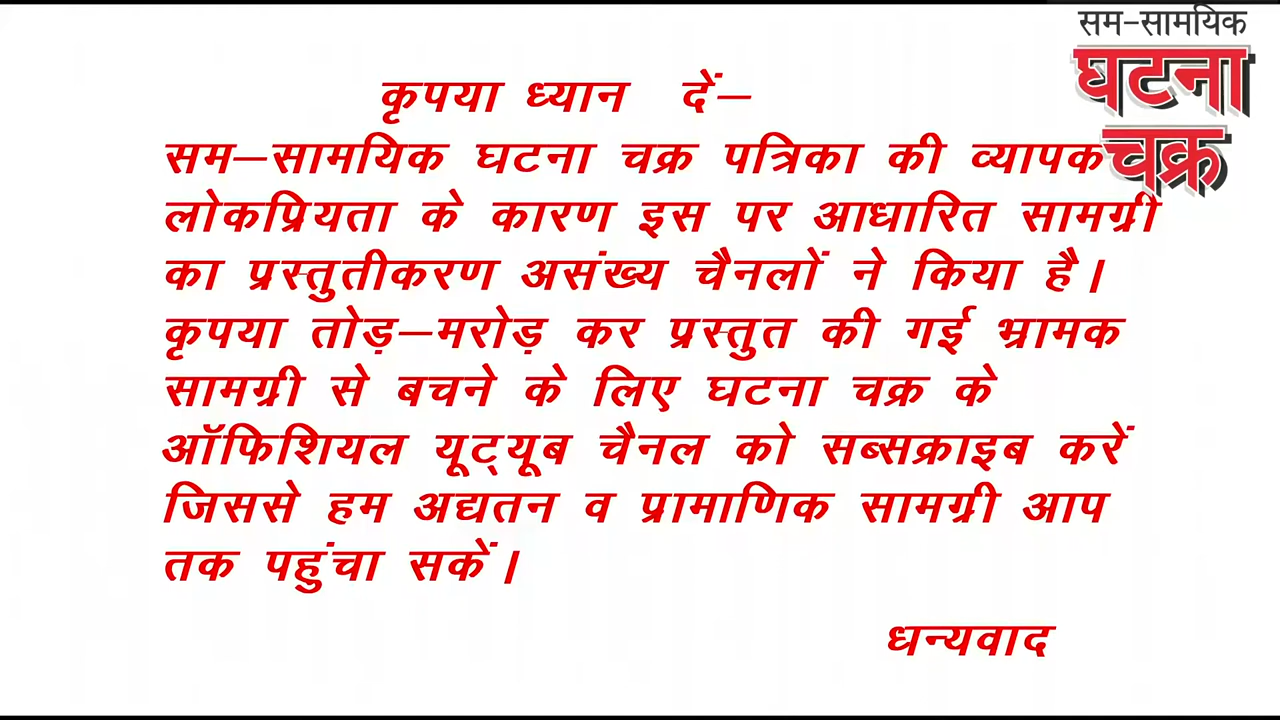 सम-सामयिक
घटना
चक्र
कृपया ध्यान दें–
सम–सामयिक घटना चक्र पत्रिका की व्यापक
लोकप्रियता के कारण इस पर आधारित सामग्री
का प्रस्तुतीकरण असंख्य चैनलों ने किया है।
कृपया तोड़–मरोड़ कर प्रस्तुत की गई भ्रामक
सामग्री से बचने के लिए घटना चक्र के
ऑफिशियल यूट्यूब चैनल को सब्सक्राइब करें
जिससे हम अद्यतन व प्रामाणिक सामग्री आप
तक पहुंचा सकें।
धन्यवाद